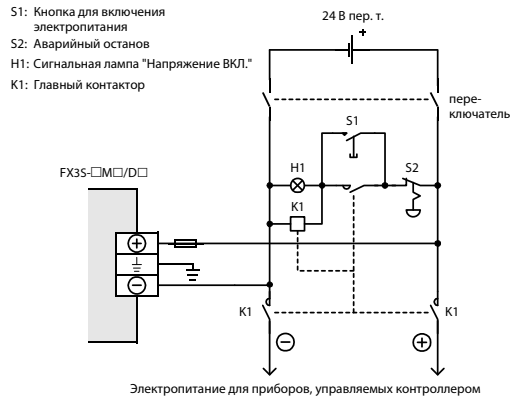 S1: Кнопка для включения
электропитания
S2: Аварийный останов
H1: Сигнальная лампа "Напряжение ВКЛ."
K1: Главный контактор
24 В пер. т.
+
пере-
ключатель
S1
FX3S-□M□/D□
H1
S2
K1
+
−
K1
K1
−
+
Электропитание для приборов, управляемых контроллером